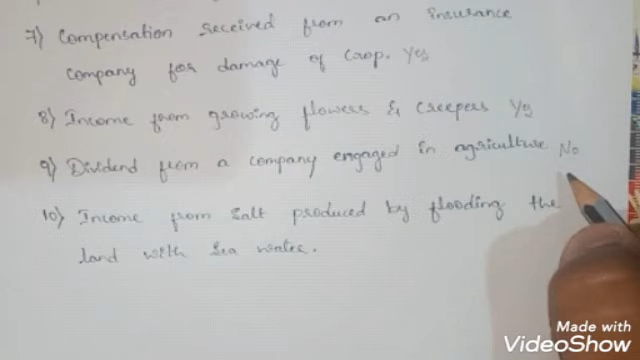 7) Compensation received from an insurance
company for damage of crop. Yes
8) Income from growing flowers & creepers Yes
9) Dividend from a company engaged in agriculture No
10) Income from salt produced by flooding the
land with sea water.
Made with
VideoShow